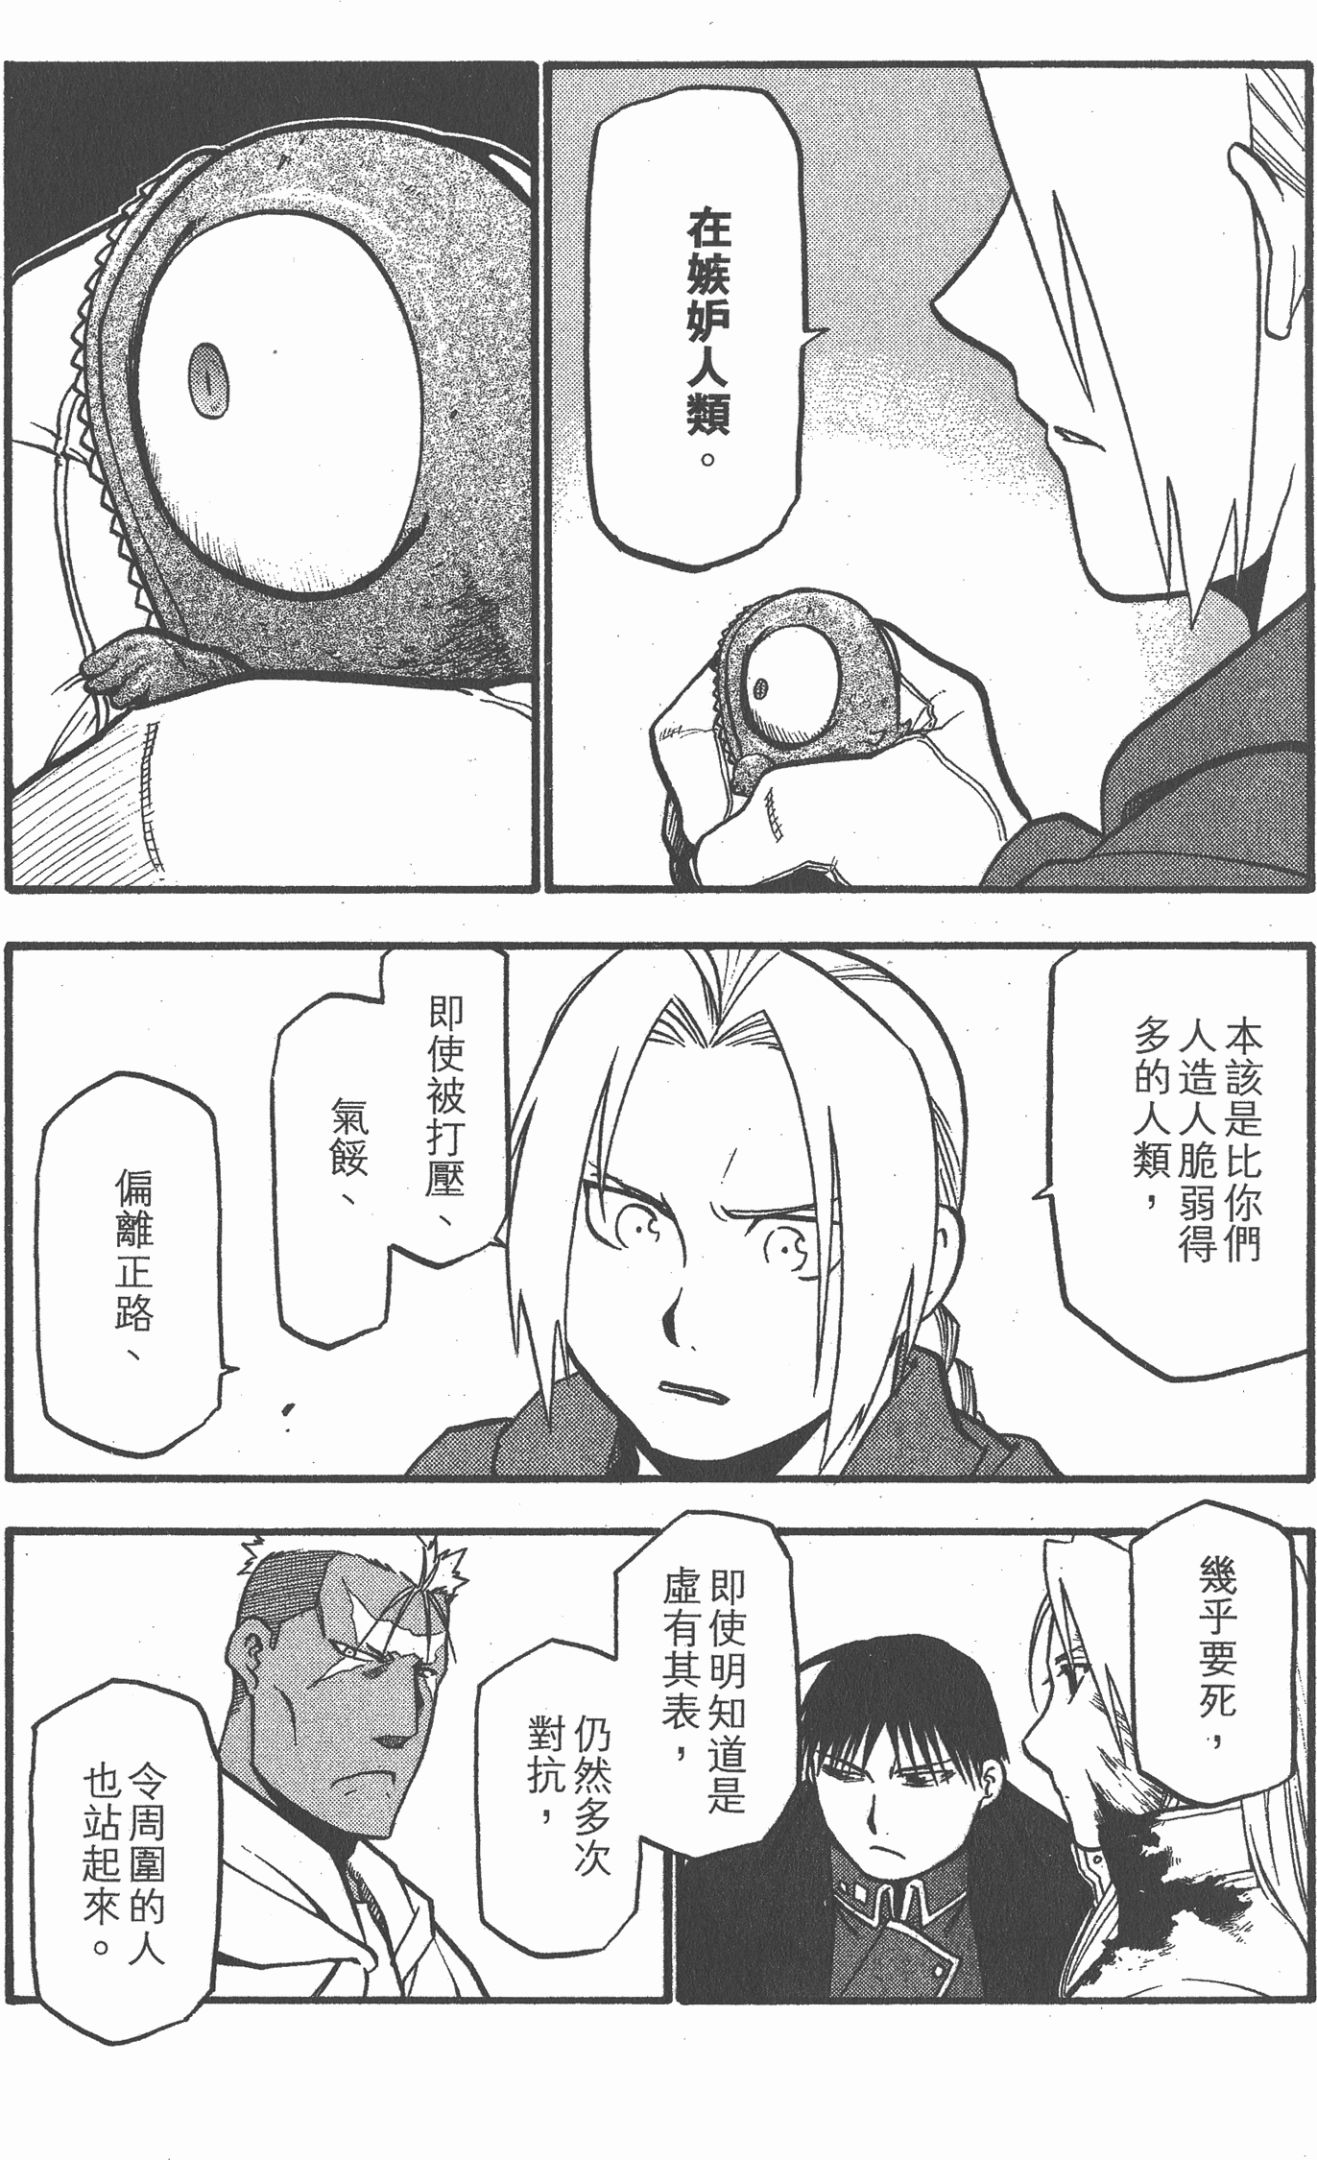 在嫉妒人類。
本該是比你們
人造人脆弱得
多的人類，
即使被打壓、
氣餒、
偏離正路、
幾乎要死，
即使明知道是
虛有其表，
仍然多次
對抗，
令周圍的人
也站起來。